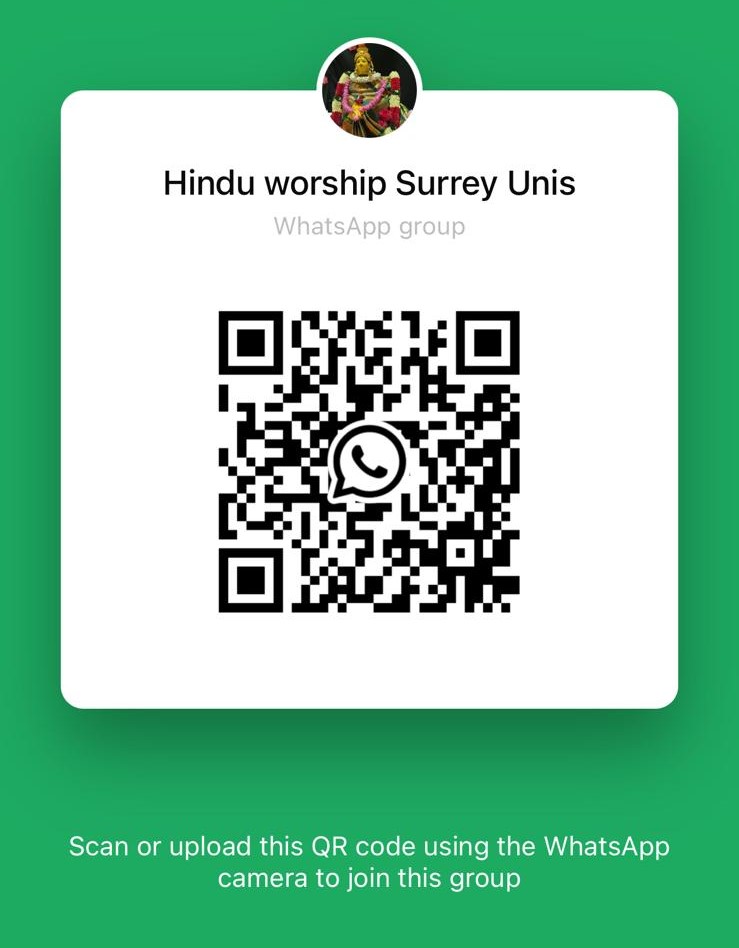 Hindu worship Surrey Unis
WhatsApp group
Scan or upload this QR code using the WhatsApp
camera to join this group